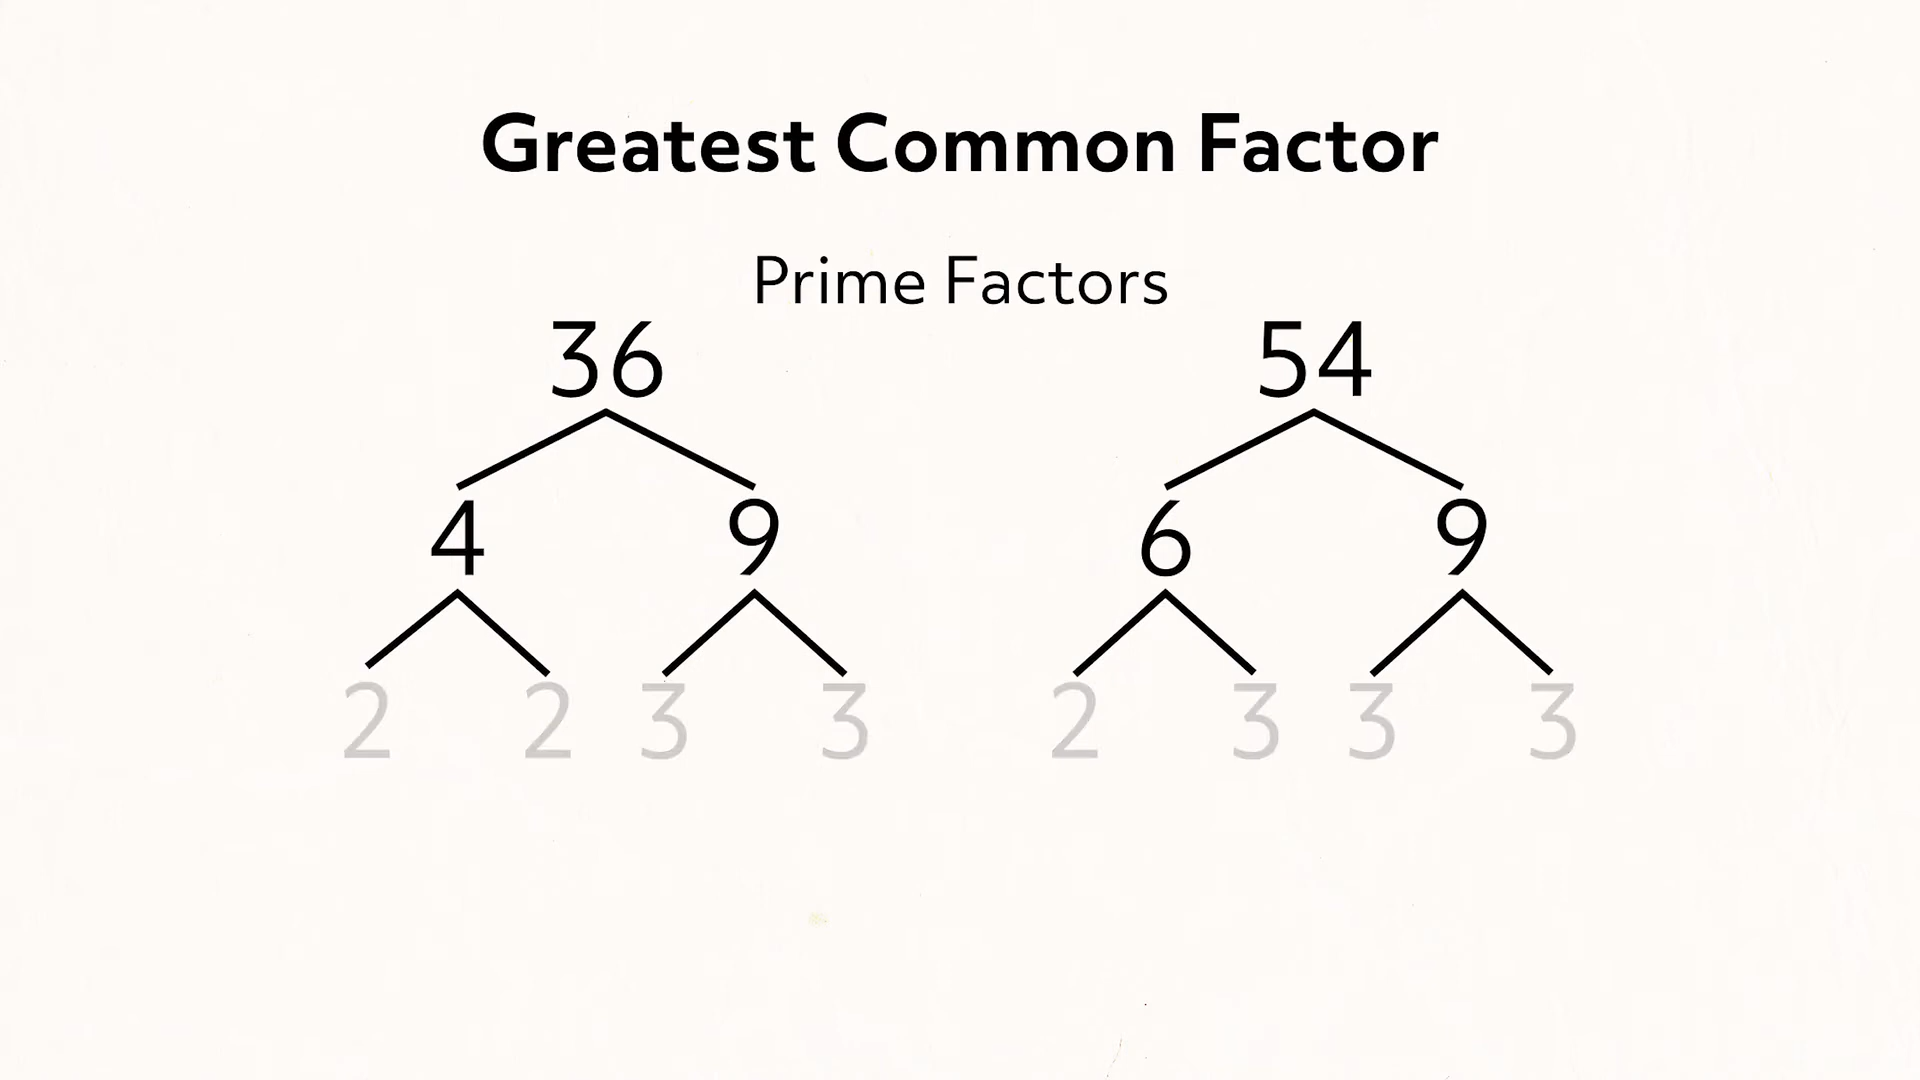 Greatest Common Factor
Prime Factors
36 54
4 9 6 9
2 2 3 3 2 3 3 3